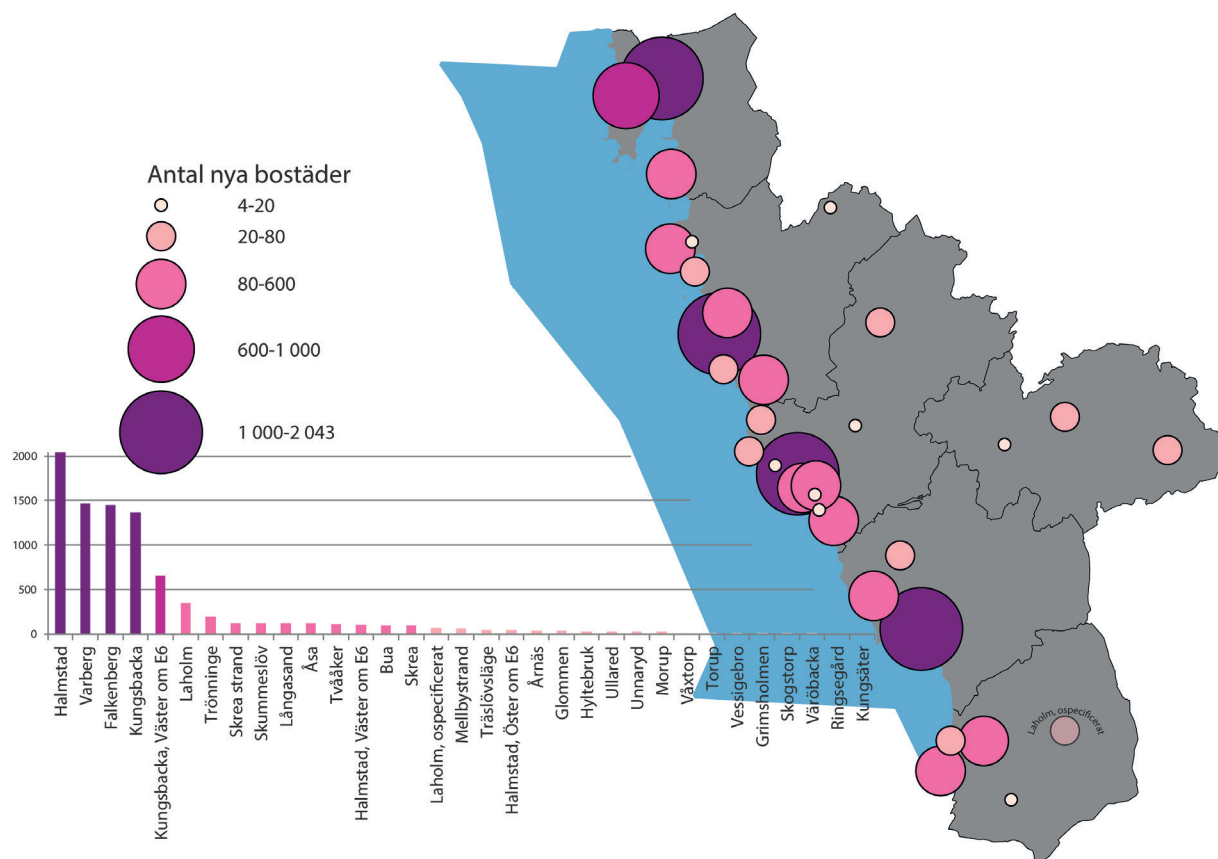 Antal nya bostäder
4-20
20-80
80-600
600-1 000
1 000-2 043
2000
1500
1000
500
0
Halmstad
Varberg
Falkenberg
Kungsbacka
Kungsbacka, Väster om E6
Laholm
Trönninge
Skrea strand
Skummeslöv
Långasand
Åsa
Tvååker
Halmstad, Väster om E6
Bua
Skrea
Laholm, ospecificerat
Mellbystrand
Träslövsläge
Halmstad, Öster om E6
Årnäs
Glommen
Hyltebruk
Ullared
Unnaryd
Morup
Våxtorp
Torup
Vessigebro
Grimsholmen
Skogstorp
Väröbacka
Ringsegård
Kungsäter
Laholm, ospecificerat